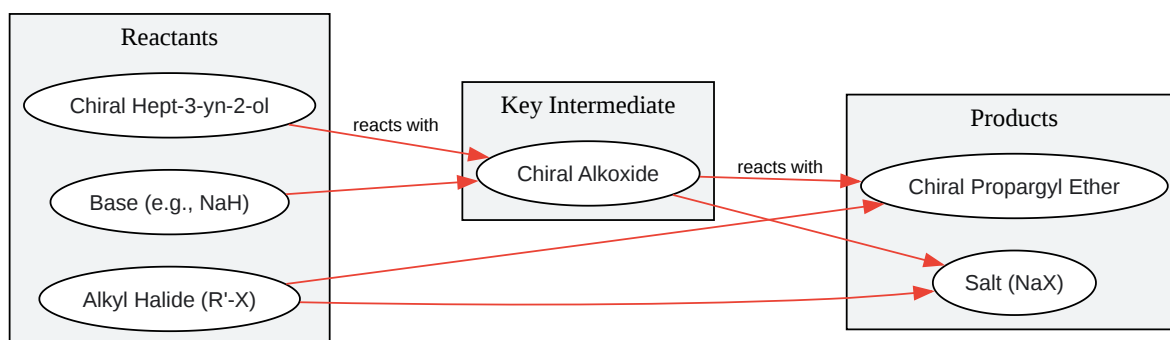 Reactants
Chiral Hept-3-yn-2-ol
Base (e.g., NaH)
Alkyl Halide (R'-X)
reacts with
Key Intermediate
Chiral Alkoxide
reacts with
Products
Chiral Propargyl Ether
Salt (NaX)